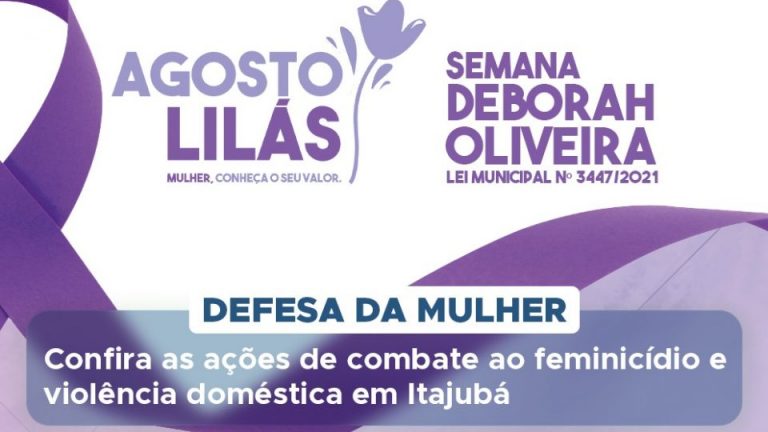 AGOSTO
LILÁS
MULHER, CONHEÇA O SEU VALOR.
SEMANA
DEBORAH
OLIVEIRA
LEI MUNICIPAL Nº 3447/2021
DEFESA DA MULHER
Confira as ações de combate ao feminicídio e
violência doméstica em Itajubá